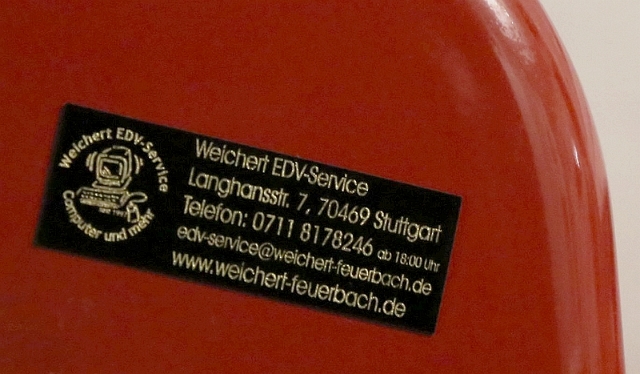 Weichert EDV-Service
Computer und mehr
Weichert EDV-Service
Langhansstr. 7, 70469 Stuttgart
Telefon: 0711 8178246 ab 18:00 Uhr
edv-service@weichert-feuerbach.de
www.weichert-feuerbach.de